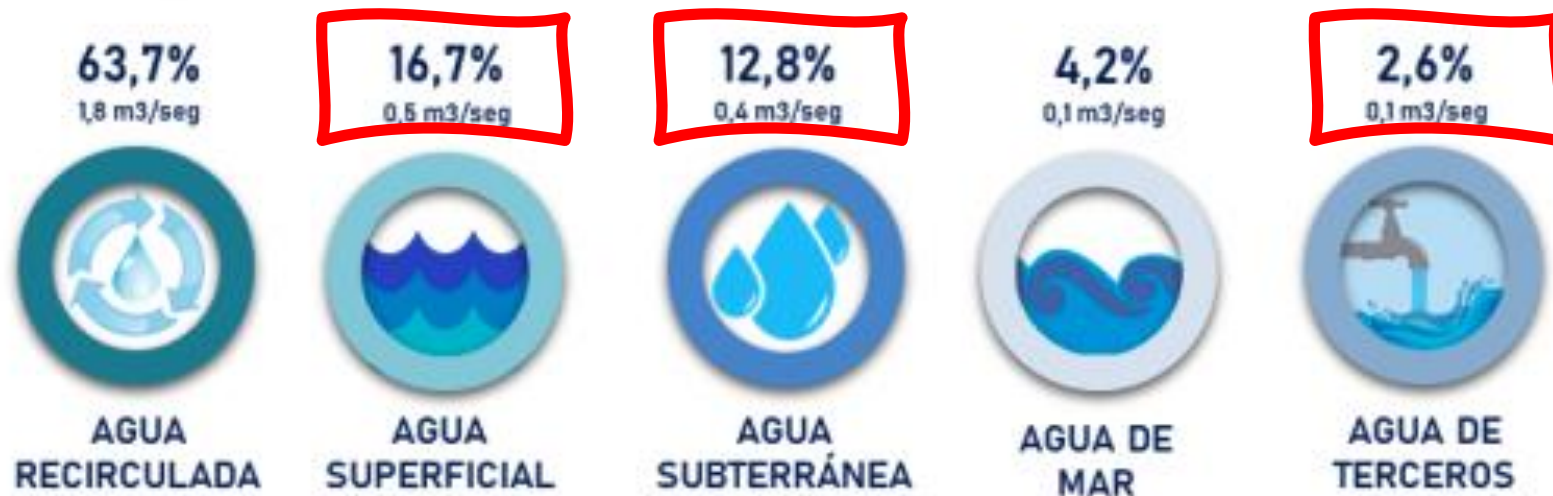 63,7%
1,8 m3/seg
AGUA
RECIRCULADA
16,7%
0,5 m3/seg
AGUA
SUPERFICIAL
12,8%
0,4 m3/seg
AGUA
SUBTERRÁNEA
4,2%
0,1 m3/seg
AGUA DE
MAR
2,6%
0,1 m3/seg
AGUA DE
TERCEROS